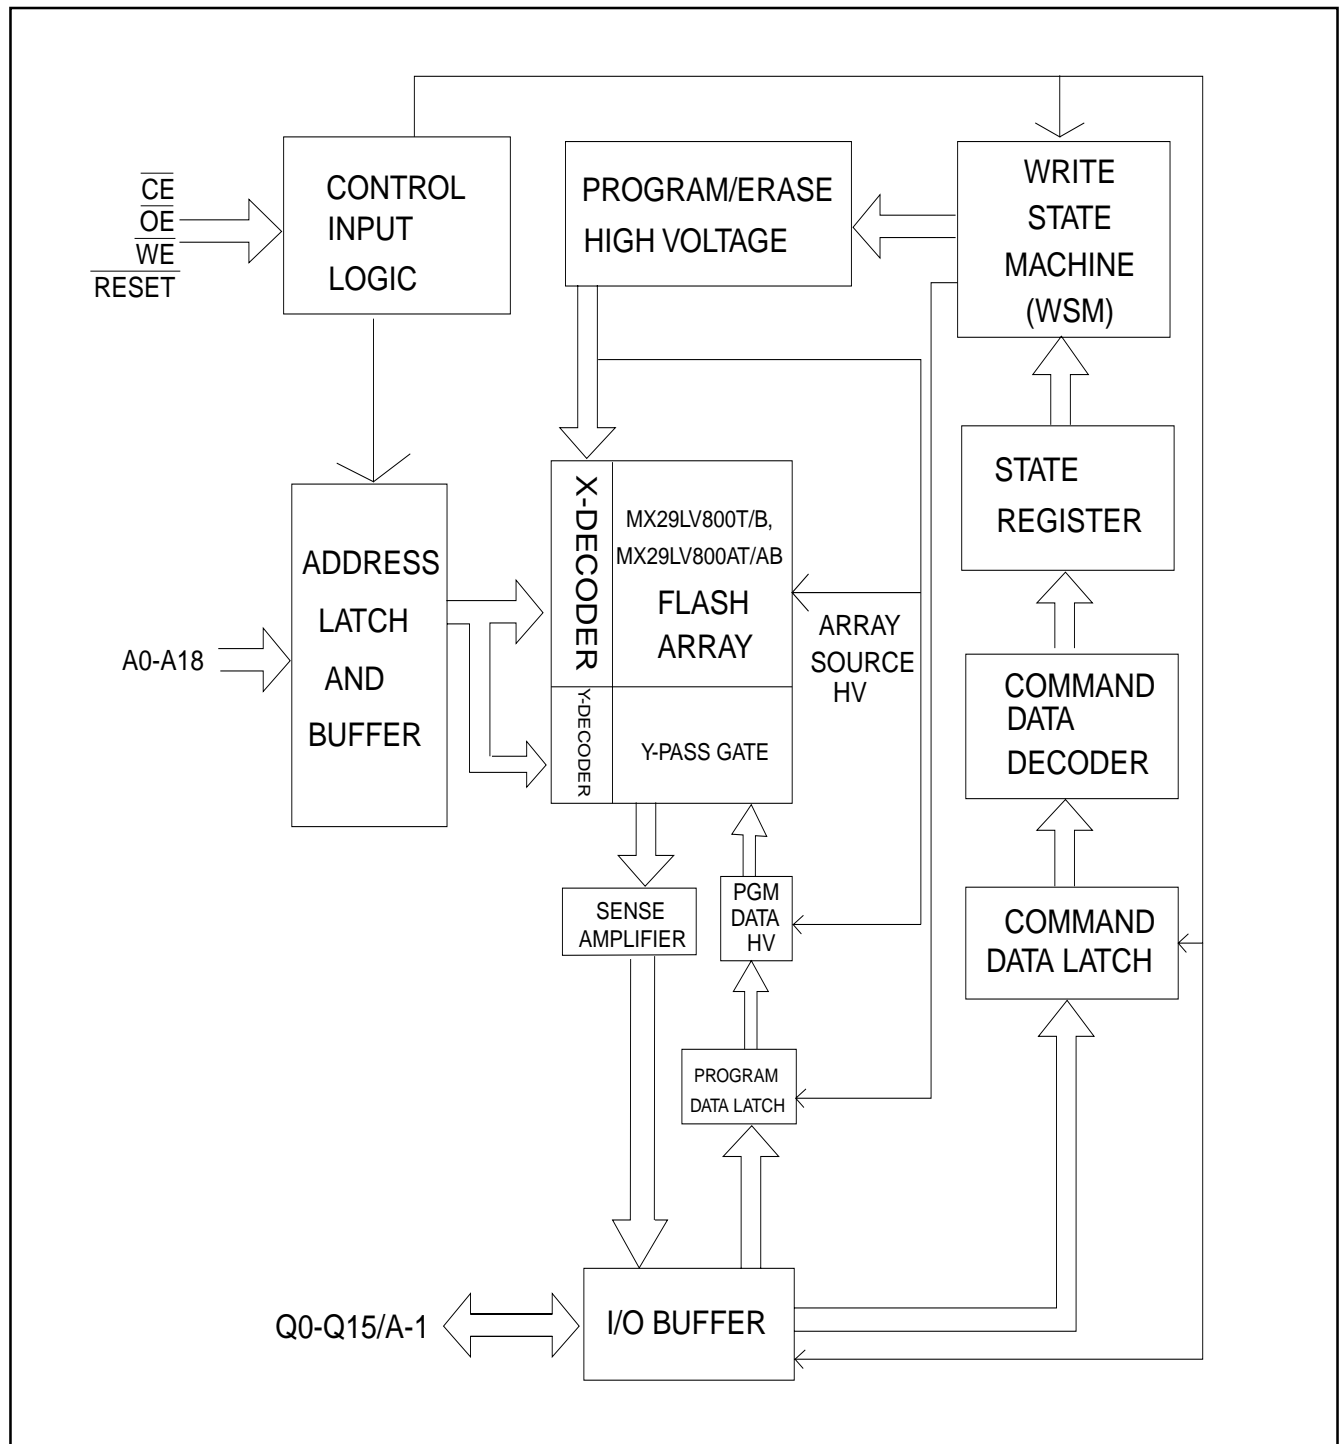 CE
OE
WE
RESET
CONTROL
INPUT
LOGIC
PROGRAM/ERASE
HIGH VOLTAGE
WRITE
STATE
MACHINE
(WSM)
STATE
REGISTER
X-DECODER
MX29LV800T/B,
MX29LV800AT/AB
FLASH
ARRAY
ADDRESS
LATCH
AND
BUFFER
A0-A18
ARRAY
SOURCE
HV
Y-DECODER
Y-PASS GATE
COMMAND
DATA
DECODER
SENSE
AMPLIFIER
PGM
DATA
HV
COMMAND
DATA LATCH
PROGRAM
DATA LATCH
Q0-Q15/A-1
I/O BUFFER